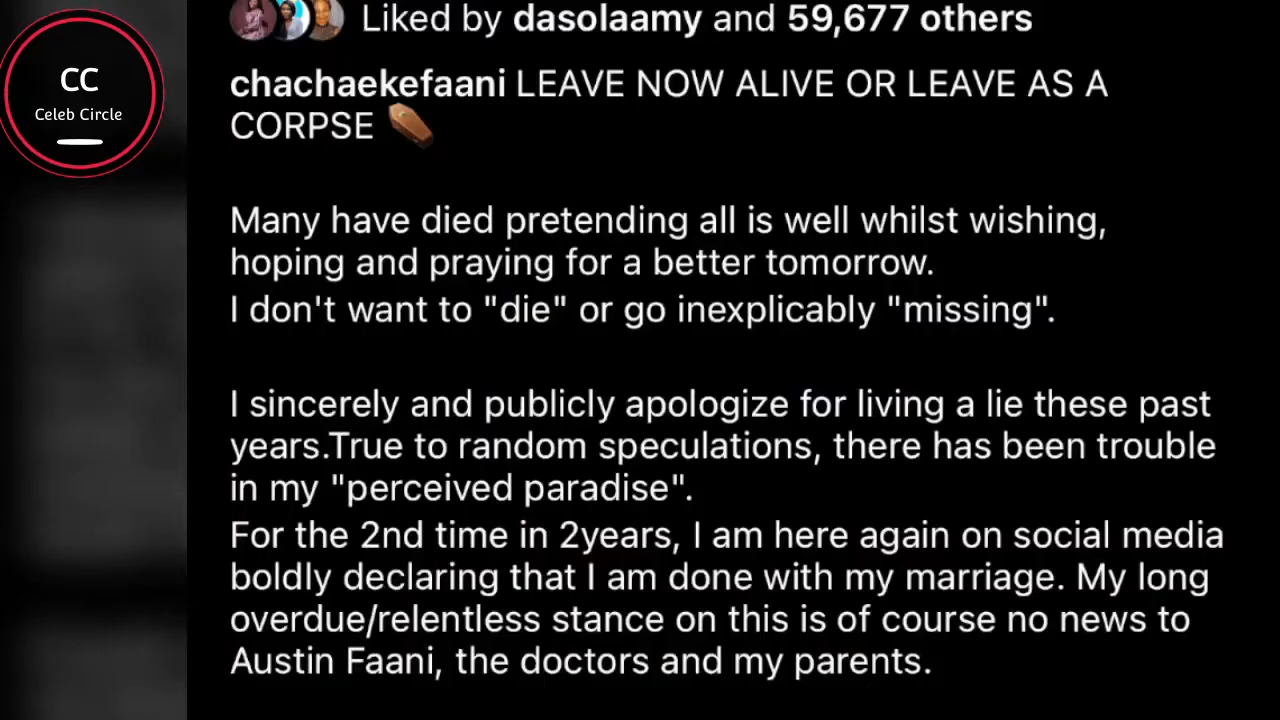 CC
Celeb Circle
Liked by dasolaamy and 59,677 others
chachaekefaani LEAVE NOW ALIVE OR LEAVE AS A
CORPSE ⚰️
Many have died pretending all is well whilst wishing,
hoping and praying for a better tomorrow.
I don't want to "die" or go inexplicably "missing".
I sincerely and publicly apologize for living a lie these past
years.True to random speculations, there has been trouble
in my "perceived paradise".
For the 2nd time in 2years, I am here again on social media
boldly declaring that I am done with my marriage. My long
overdue/relentless stance on this is of course no news to
Austin Faani, the doctors and my parents.